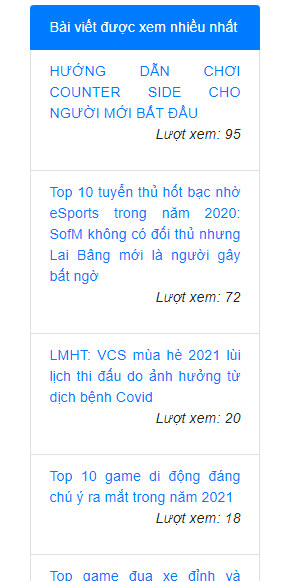 Bài viết được xem nhiều nhất
HƯỚNG DẪN CHƠI
COUNTER SIDE CHO
NGƯỜI MỚI BẮT ĐẦU
Lượt xem: 95
Top 10 tuyển thủ hốt bạc nhờ
eSports trong năm 2020:
SofM không có đối thủ nhưng
Lai Bâng mới là người gây
bất ngờ
Lượt xem: 72
LMHT: VCS mùa hè 2021 lùi
lịch thi đấu do ảnh hưởng từ
dịch bệnh Covid
Lượt xem: 20
Top 10 game di động đáng
chú ý ra mắt trong năm 2021
Lượt xem: 18
Top game đua xe đỉnh và